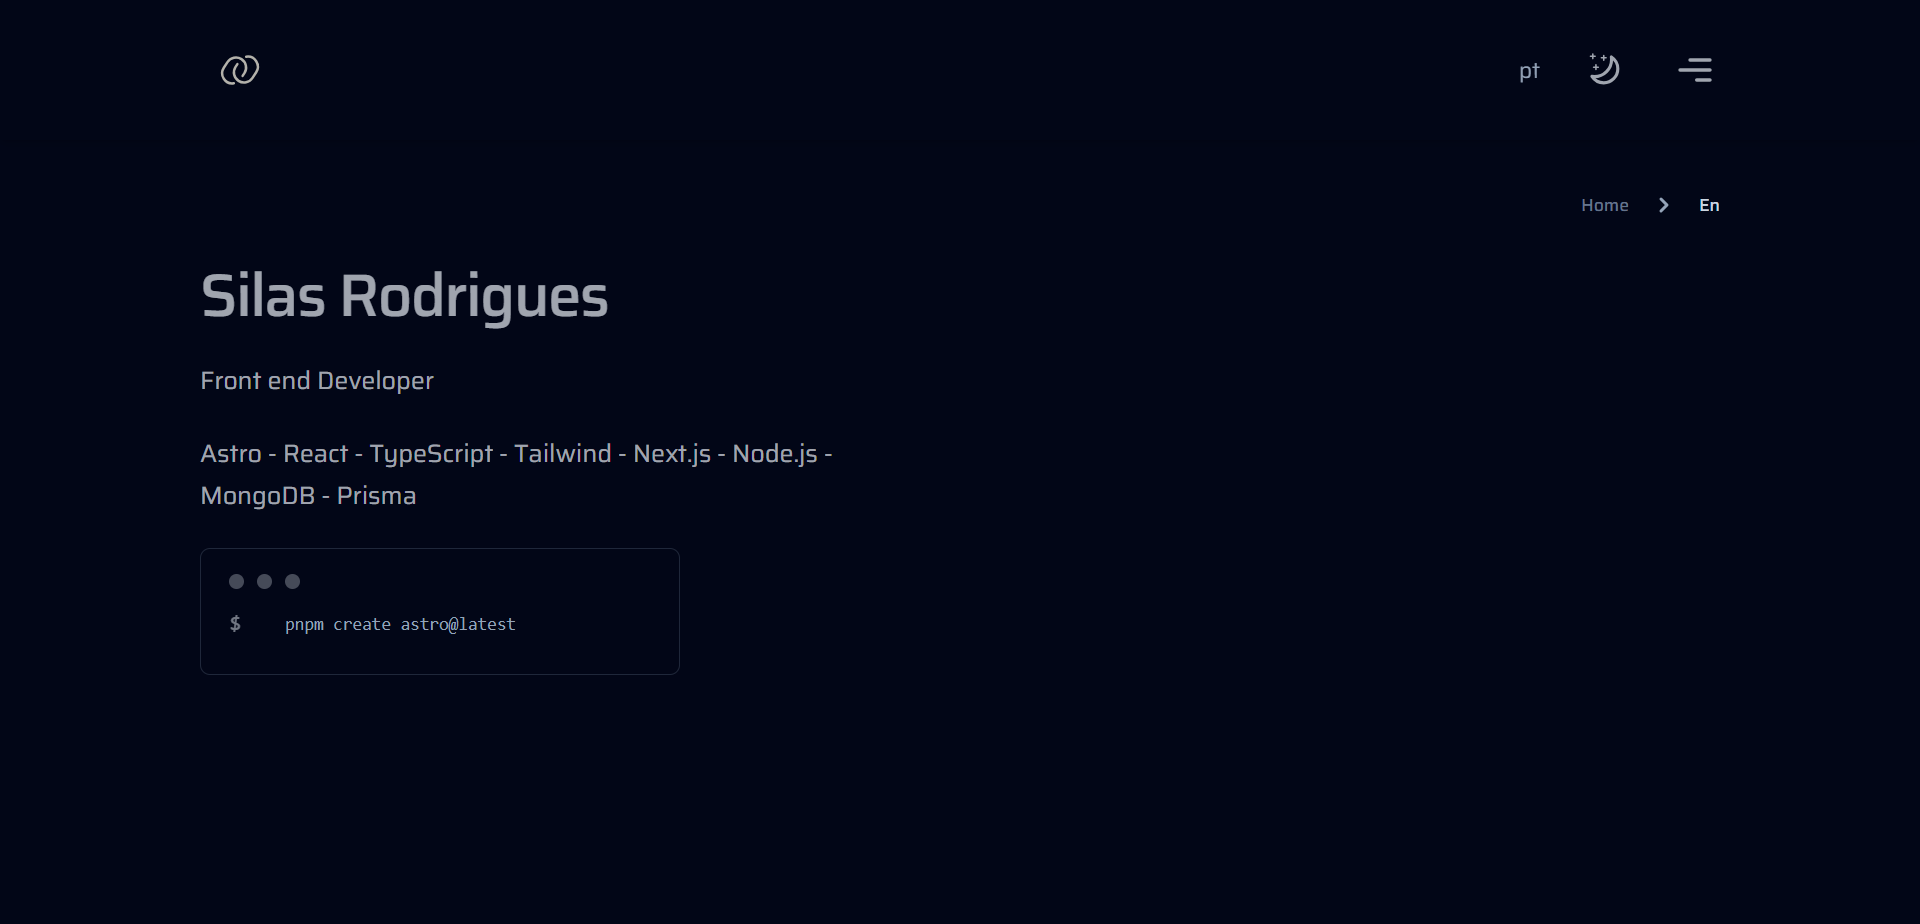 pt
Home
En
Silas Rodrigues
Front end Developer
Astro - React - TypeScript - Tailwind - Next.js - Node.js -
MongoDB - Prisma
$ pnpm create astro@latest